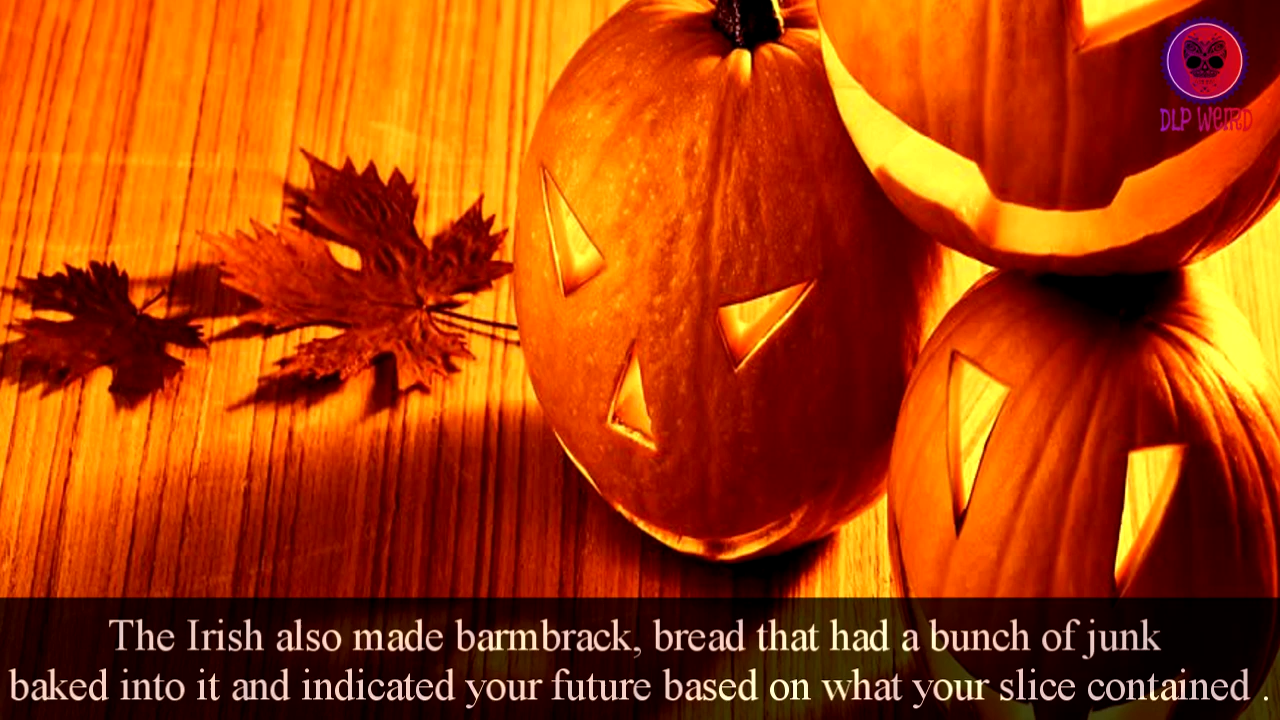 DLP Weird
The Irish also made barmbrack, bread that had a bunch of junk
baked into it and indicated your future based on what your slice contained .